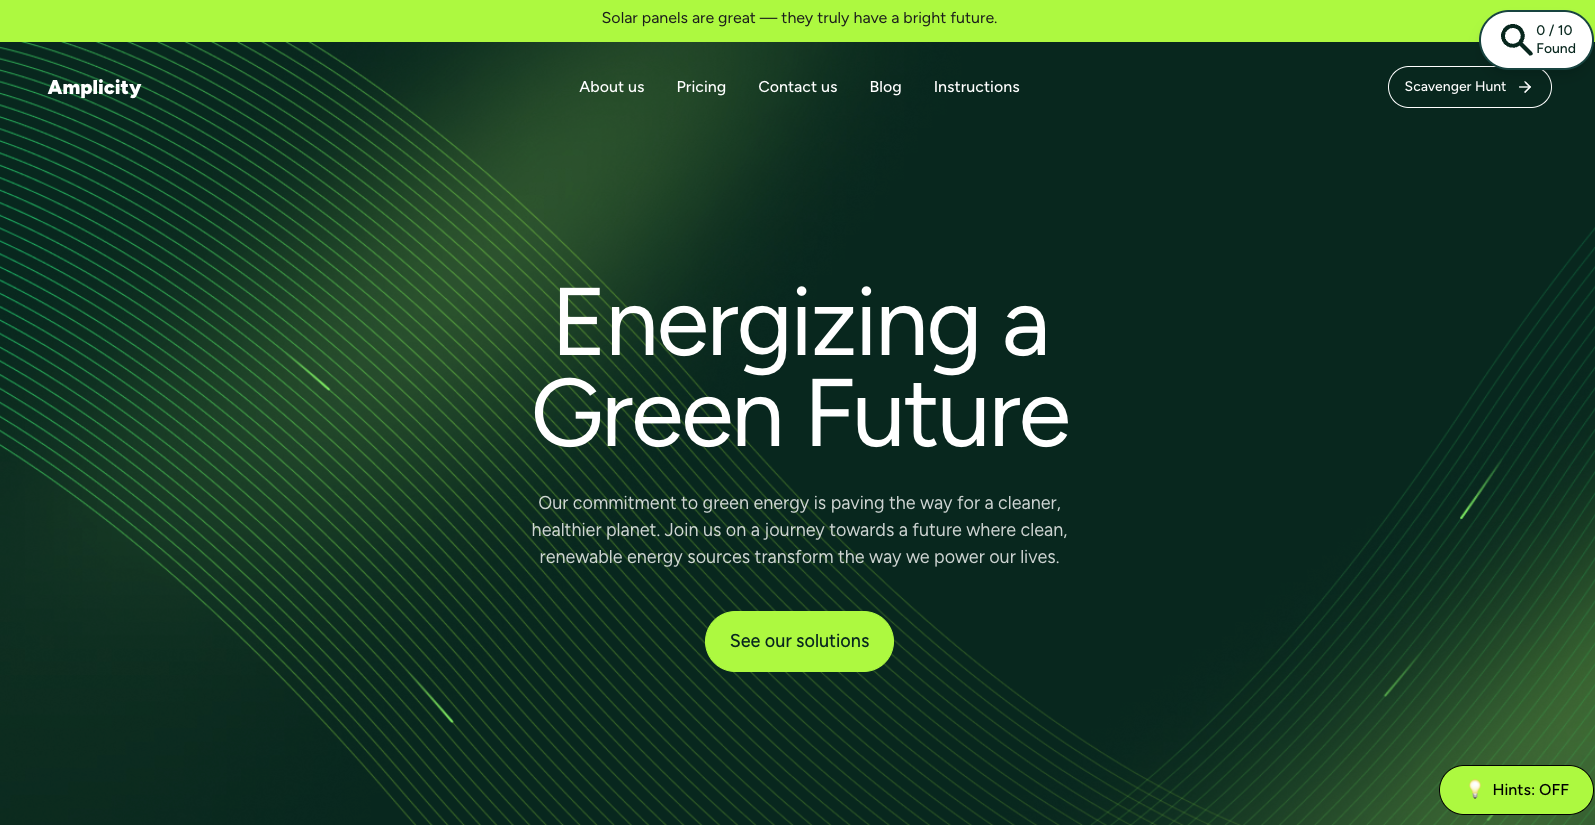 Solar panels are great — they truly have a bright future.
0 / 10
Found
Amplicity
About us
Pricing
Contact us
Blog
Instructions
Scavenger Hunt
Energizing a
Green Future
Our commitment to green energy is paving the way for a cleaner,
healthier planet. Join us on a journey towards a future where clean,
renewable energy sources transform the way we power our lives.
See our solutions
Hints: OFF